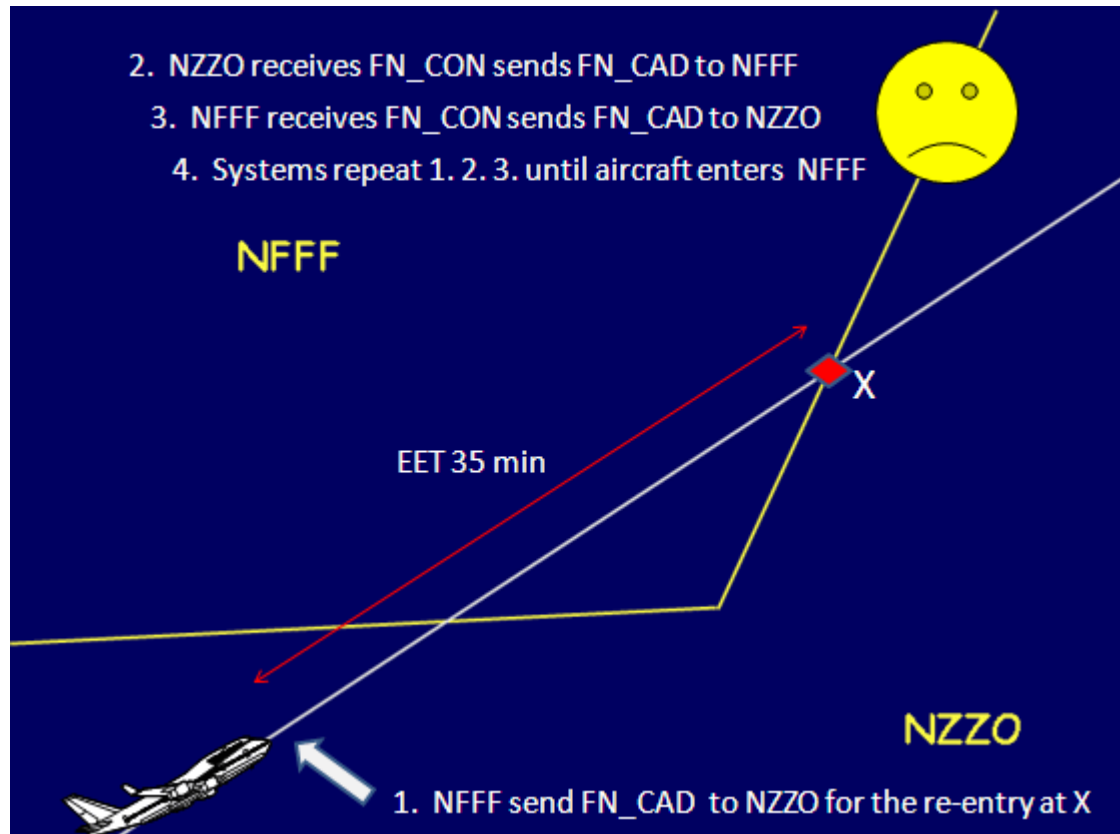 2. NZZO receives FN_CON sends FN_CAD to NFFF
3. NFFF receives FN_CON sends FN_CAD to NZZO
4. Systems repeat 1. 2. 3. until aircraft enters NFFF
NFFF
X
EET 35 min
NZZO
1. NFFF send FN_CAD to NZZO for the re-entry at X